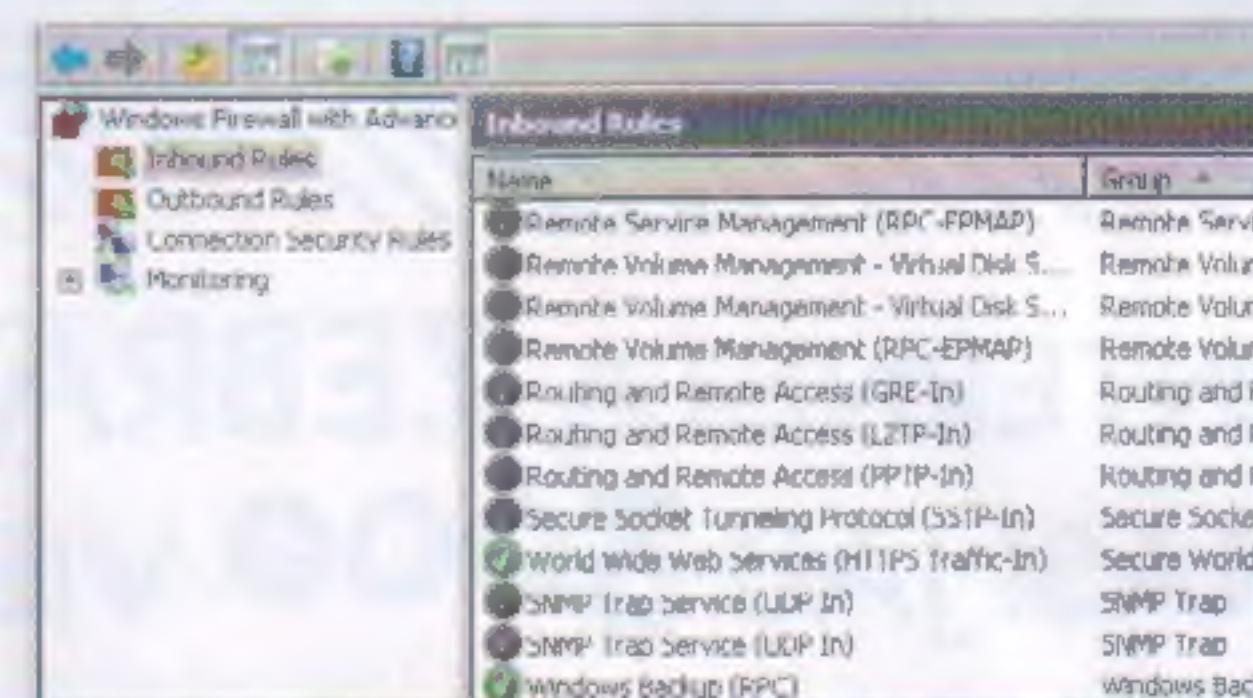 Windows Firewall with Advanc
Inbound Rules
Outbound Rules
Connection Security Rules
Monitoring
Inbound Rules
Name Group
Remote Service Management (RPC-EPMAP) Remote Servi
Remote Volume Management - Virtual Disk S... Remote Volu
Remote Volume Management - Virtual Disk S... Remote Volu
Remote Volume Management (RPC-EPMAP) Remote Volu
Routing and Remote Access (GRE-In) Routing and
Routing and Remote Access (L2TP-In) Routing and
Routing and Remote Access (PPTP-In) Routing and
Secure Socket Tunneling Protocol (SSTP-In) Secure Socke
World Wide Web Services (HTTPS Traffic-In) Secure World
SNMP Trap Service (UDP In) SNMP Trap
SNMP Trap Service (UDP In) SNMP Trap
Windows Backup (RPC) Windows Bac